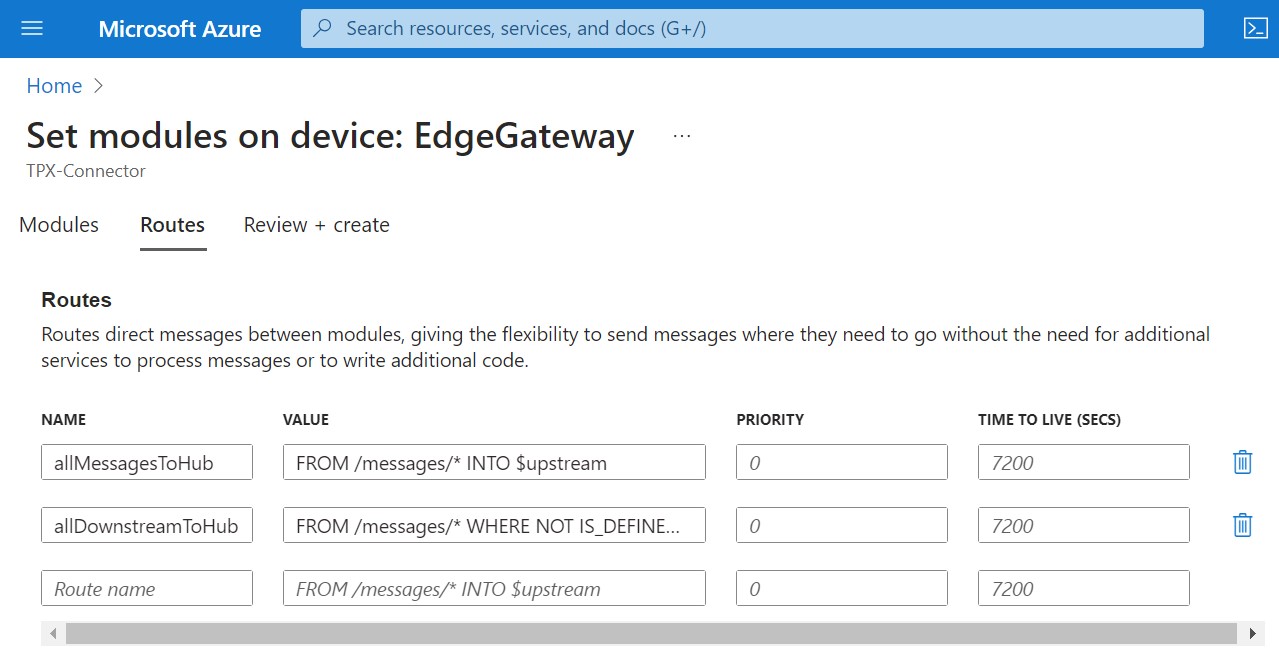 Microsoft Azure
Search resources, services, and docs (G+/)
Home
Set modules on device: EdgeGateway ...
TPX-Connector
Modules Routes Review + create
Routes
Routes direct messages between modules, giving the flexibility to send messages where they need to go without the need for additional
services to process messages or to write additional code.
NAME VALUE PRIORITY TIME TO LIVE (SECS)
allMessagesToHub FROM /messages/* INTO $upstream 0 7200
allDownstreamToHub FROM /messages/* WHERE NOT IS_DEFINE... 0 7200
Route name FROM /messages/* INTO $upstream 0 7200